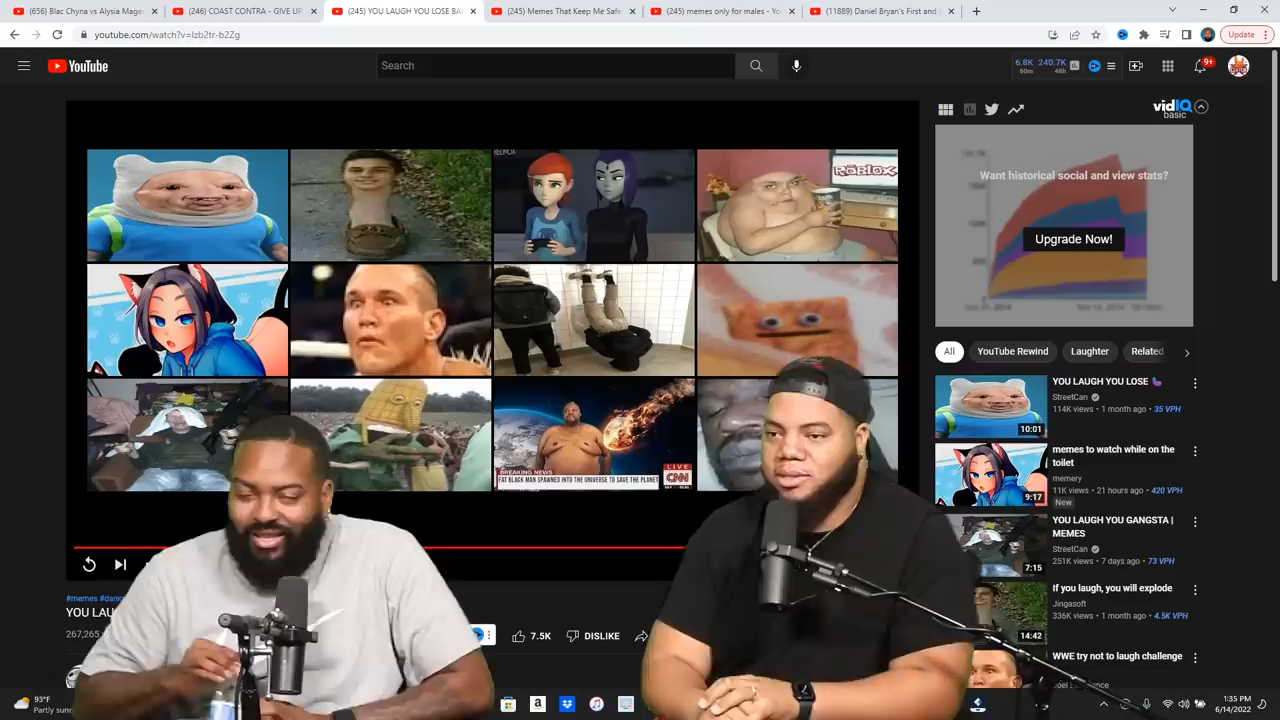 (656) Blac Chyna vs Alysia Mage
(246) COAST CONTRA - GIVE UP
(245) YOU LAUGH YOU LOSE BA
(245) Memes That Keep Me Safe
(245) memes only for males - Yo
(11889) Daniel Bryan's First and
youtube.com/watch?v=Izb2tr-b2Zg
Update
YouTube
Search
6.8K 240.7K
60m 48h
9+
vidIQ
basic
REDMOA
ROBLOX
Want historical social and view stats?
Upgrade Now!
All
YouTube Rewind
Laughter
Related
YOU LAUGH YOU LOSE 🍆
StreetCan
114K views • 1 month ago • 35 VPH
10:01
memes to watch while on the
toilet
memery
11K views • 21 hours ago • 420 VPH
New
9:17
YOU LAUGH YOU GANGSTA |
MEMES
StreetCan
251K views • 7 days ago • 73 VPH
7:15
If you laugh, you will explode
Jingasoft
336K views • 1 month ago • 4.5K VPH
14:42
WWE try not to laugh challenge
BREAKING NEWS
LIVE
CNN
FAT BLACK MAN SPAWNED INTO THE UNIVERSE TO SAVE THE PLANET
#memes #dank
YOU LAU
267,265
7.5K
DISLIKE
93°F
Partly sunny
1:35 PM
6/14/2022